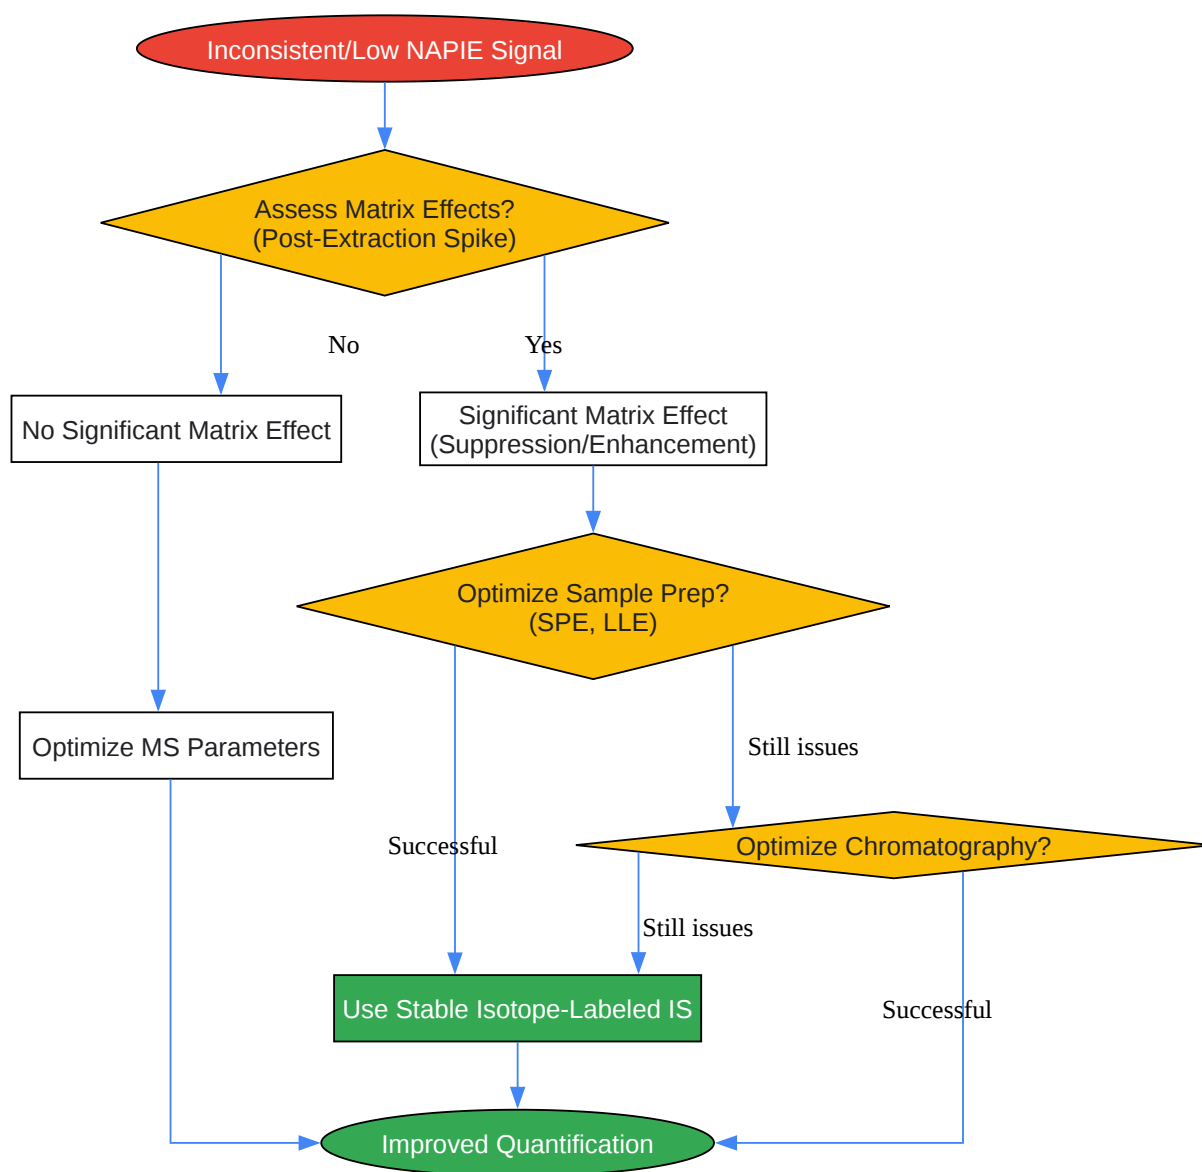 Inconsistent/Low NAPIE Signal
Assess Matrix Effects?
(Post-Extraction Spike)
No
Yes
No Significant Matrix Effect
Significant Matrix Effect
(Suppression/Enhancement)
Optimize Sample Prep?
(SPE, LLE)
Optimize MS Parameters
Still issues
Successful
Optimize Chromatography?
Still issues
Use Stable Isotope-Labeled IS
Successful
Improved Quantification